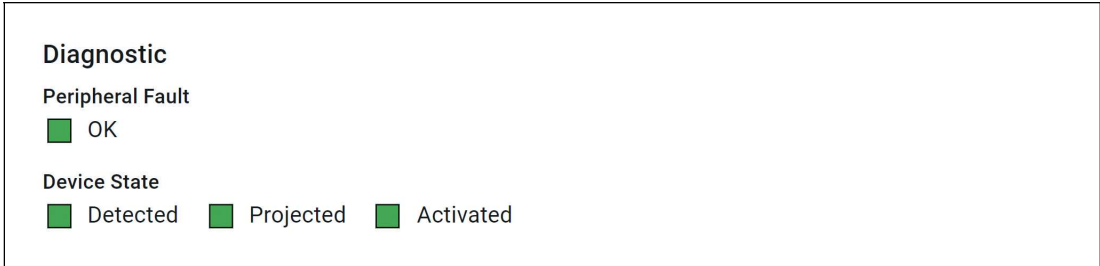 Diagnostic
Peripheral Fault
OK
Device State
Detected Projected Activated